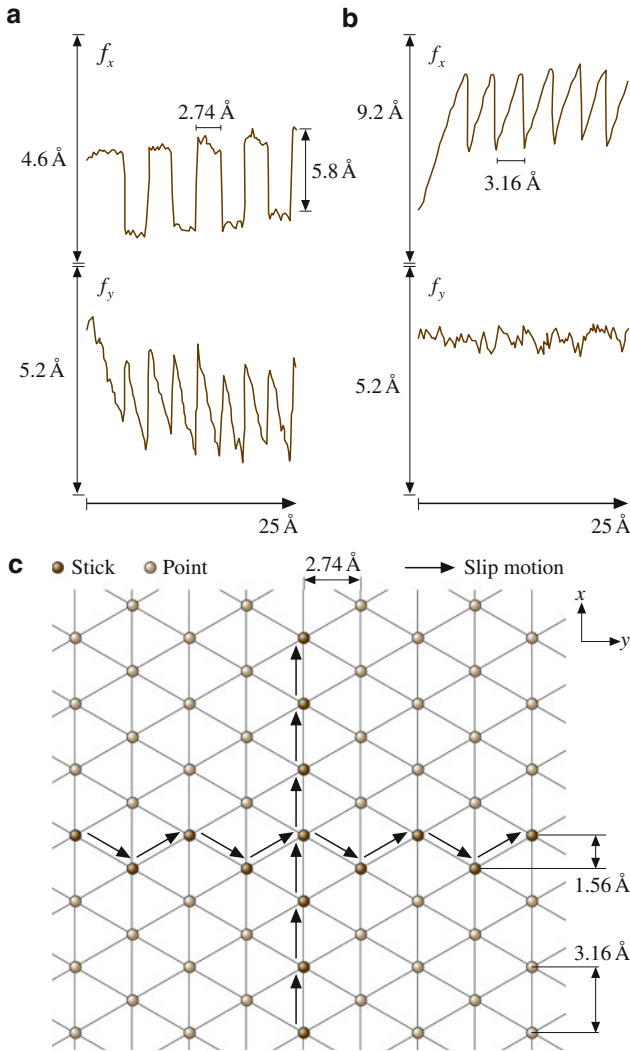 a
f_x
2.74 Å
4.6 Å
5.8 Å
f_y
5.2 Å
25 Å
b
f_x
9.2 Å
3.16 Å
f_y
5.2 Å
25 Å
c
Stick
Point
2.74 Å
Slip motion
x
y
1.56 Å
3.16 Å